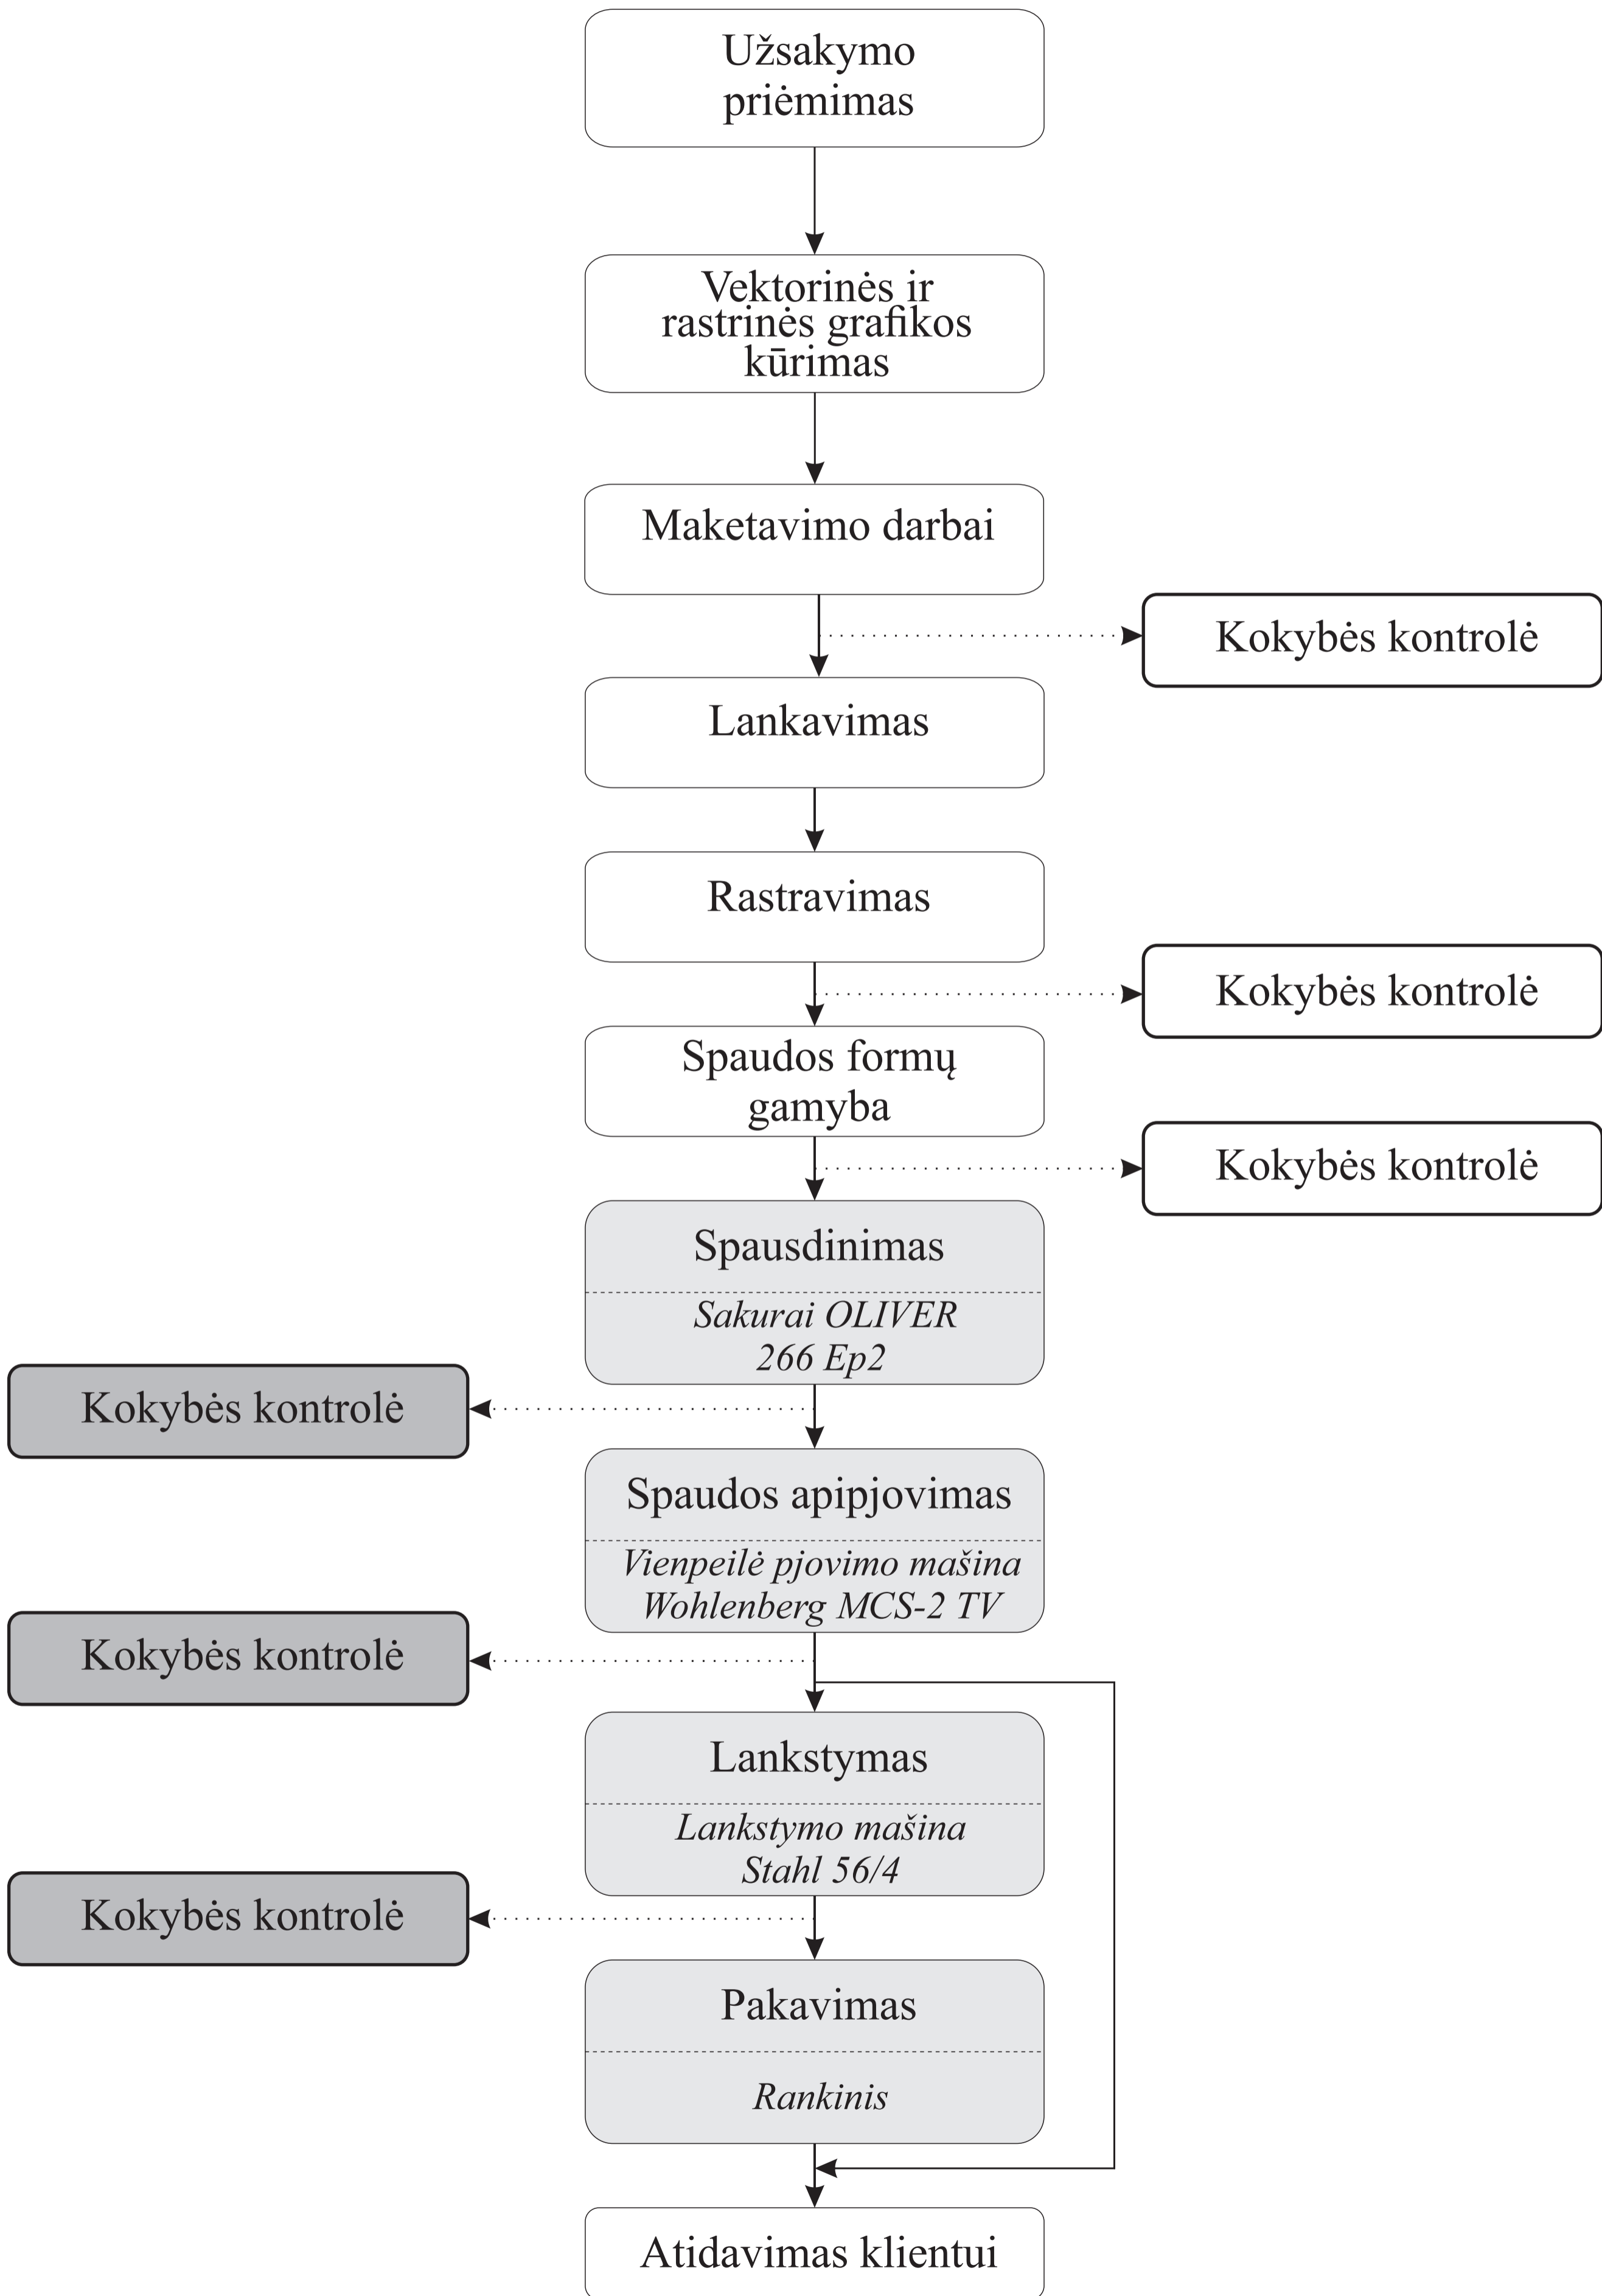 Užsakymo
priėmimas
Vektorinės ir
rastrinės grafikos
kūrimas
Maketavimo darbai
Kokybės kontrolė
Lankavimas
Rastravimas
Kokybės kontrolė
Spaudos formų
gamyba
Kokybės kontrolė
Spausdinimas
Sakurai OLIVER
266 Ep2
Kokybės kontrolė
Spaudos apipjovimas
Vienpeilė pjovimo mašina
Wohlenberg MCS-2 TV
Kokybės kontrolė
Lankstymas
Lankstymo mašina
Stahl 56/4
Kokybės kontrolė
Pakavimas
Rankinis
Atidavimas klientui